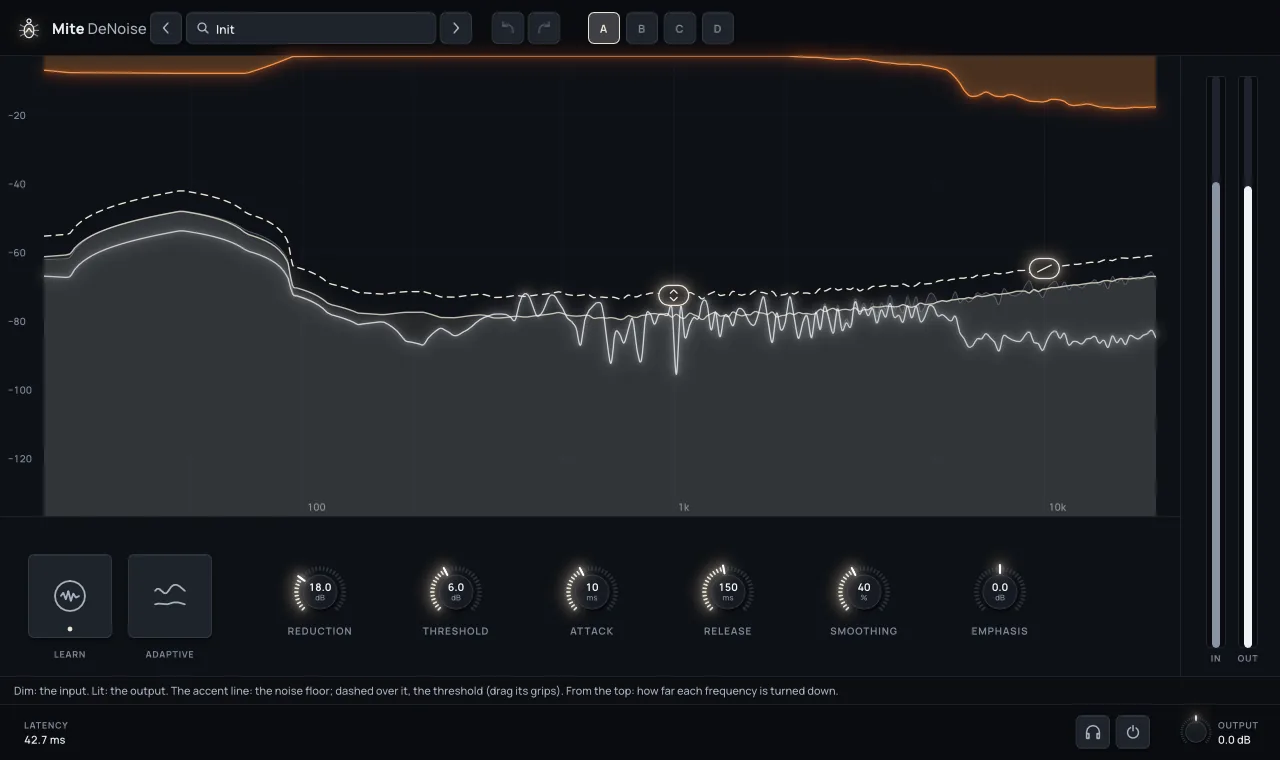 Mite DeNoise
Init
A B C D
-20
-40
-60
-80
-100
-120
100 1k 10k
18.0 dB
6.0 dB
10 ms
150 ms
40 %
0.0 dB
REDUCTION THRESHOLD ATTACK RELEASE SMOOTHING EMPHASIS
LEARN ADAPTIVE
IN OUT
Dim: the input. Lit: the output. The accent line: the noise floor; dashed over it, the threshold (drag its grips). From the top: how far each frequency is turned down.
LATENCY
42.7 ms
OUTPUT
0.0 dB